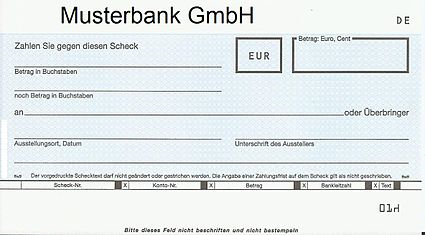 Musterbank GmbH
DE
Zahlen Sie gegen diesen Scheck
EUR
Betrag: Euro, Cent
Betrag in Buchstaben
noch Betrag in Buchstaben
an
oder Überbringer
Ausstellungsort, Datum
Unterschrift des Ausstellers
Der vorgedruckte Schecktext darf nicht geändert oder gestrichen werden. Die Angabe einer Zahlungsfrist auf dem Scheck gilt als nicht geschrieben.
Scheck-Nr. X Konto-Nr. X Betrag X Bankleitzahl X Text
01
Bitte dieses Feld nicht beschriften und nicht bestempeln